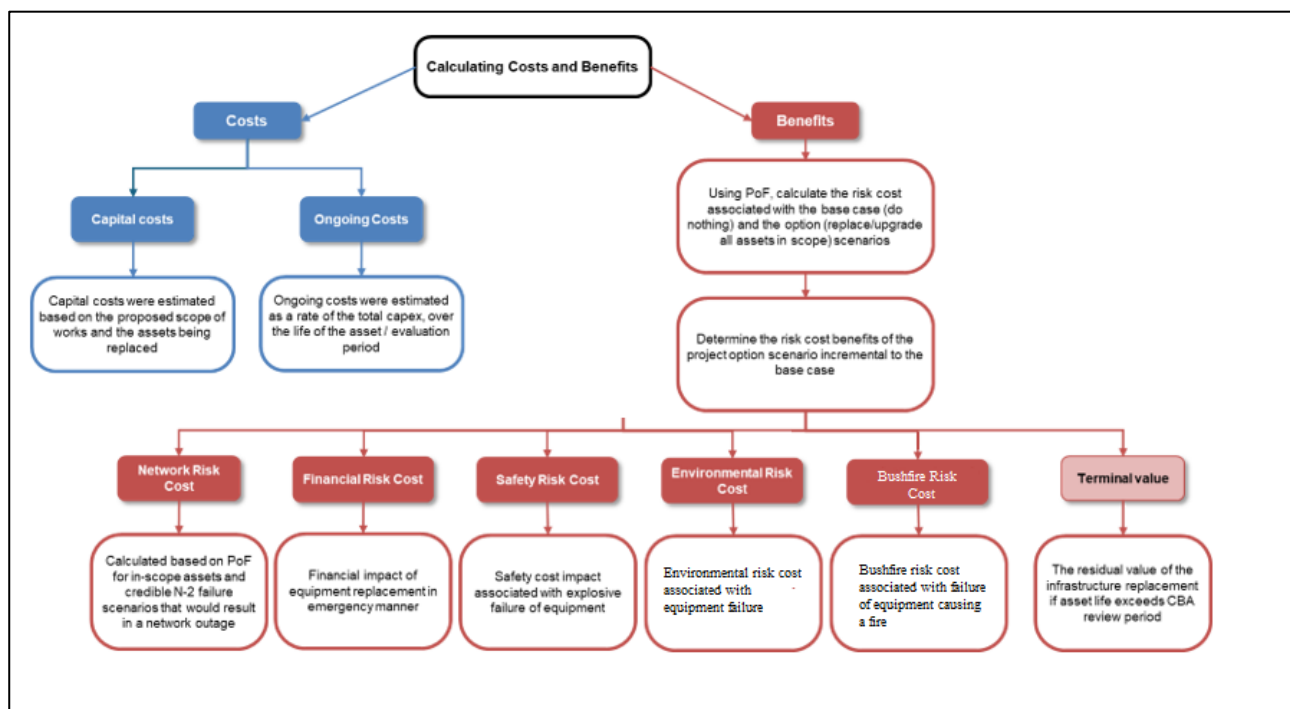 Calculating Costs and Benefits
Costs
Benefits
Using PoF, calculate the risk cost
associated with the base case (do
nothing) and the option (replace/upgrade
all assets in scope) scenarios
Capital costs
Ongoing Costs
Capital costs were estimated
based on the proposed scope of
works and the assets being
replaced
Ongoing costs were estimated
as a rate of the total capex, over
the life of the asset / evaluation
period
Determine the risk cost benefits of the
project option scenario incremental to the
base case
Network Risk
Cost
Financial Risk Cost
Safety Risk Cost
Environmental Risk
Cost
Bushfire Risk
Cost
Terminal value
Calculated based on PoF
for in-scope assets and
credible N-2 failure
scenarios that would result
in a network outage
Financial impact of
equipment replacement in
emergency manner
Safety cost impact
associated with explosive
failure of equipment
Environmental risk cost
associated with
equipment failure
Bushfire risk cost
associated with failure
of equipment causing
a fire
The residual value of the
infrastructure replacement
if asset life exceeds CBA
review period